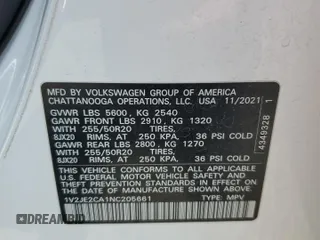 MFD BY VOLKSWAGEN GROUP OF AMERICA
CHATTANOOGA OPERATIONS, LLC. USA 11/2021
GVWR LBS 5600, KG 2540
GAWR FRONT LBS 2910, KG 1320
WITH 255/50R20 TIRES,
8JX20 RIMS, AT 250 KPA, 36 PSI COLD
GAWR REAR LBS 2800, KG 1270
WITH 255/50R20 TIRES,
8JX20 RIMS, AT 250 KPA, 36 PSI COLD
THIS VEHICLE CONFORMS TO ALL APPLICABLE
FEDERAL MOTOR VEHICLE SAFETY AND THEFT
PREVENTION STANDARDS IN EFFECT ON THE DATE
OF MANUFACTURE SHOWN ABOVE.
1V2JE2CA1NC205661 TYPE: MPV
4349328 1
DREAMBID.COM